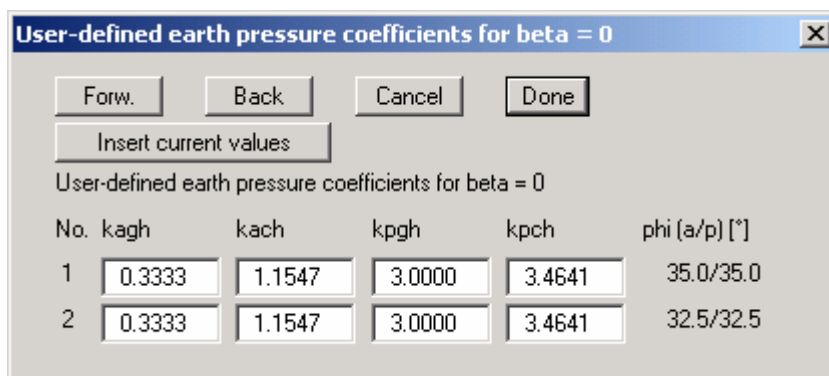 User-defined earth pressure coefficients for beta = 0
Forw. Back Cancel Done
Insert current values
User-defined earth pressure coefficients for beta = 0
No. kagh kach kpgh kpch phi (a/p) [°]
1 0.3333 1.1547 3.0000 3.4641 35.0/35.0
2 0.3333 1.1547 3.0000 3.4641 32.5/32.5